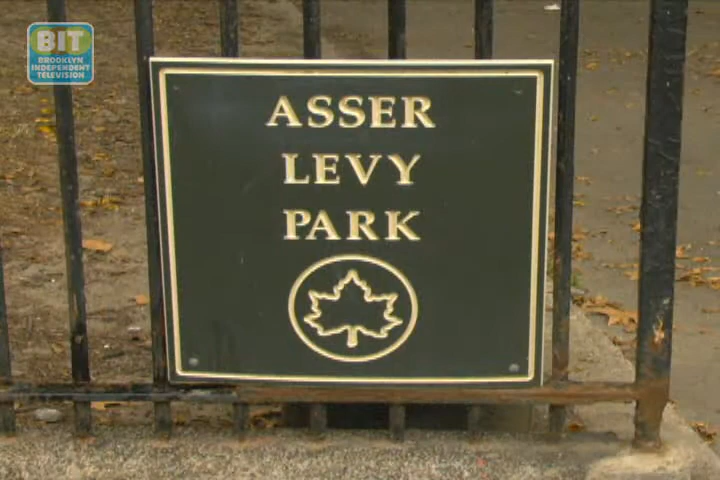 BIT
BROOKLYN
INDEPENDENT
TELEVISION
ASSER
LEVY
PARK